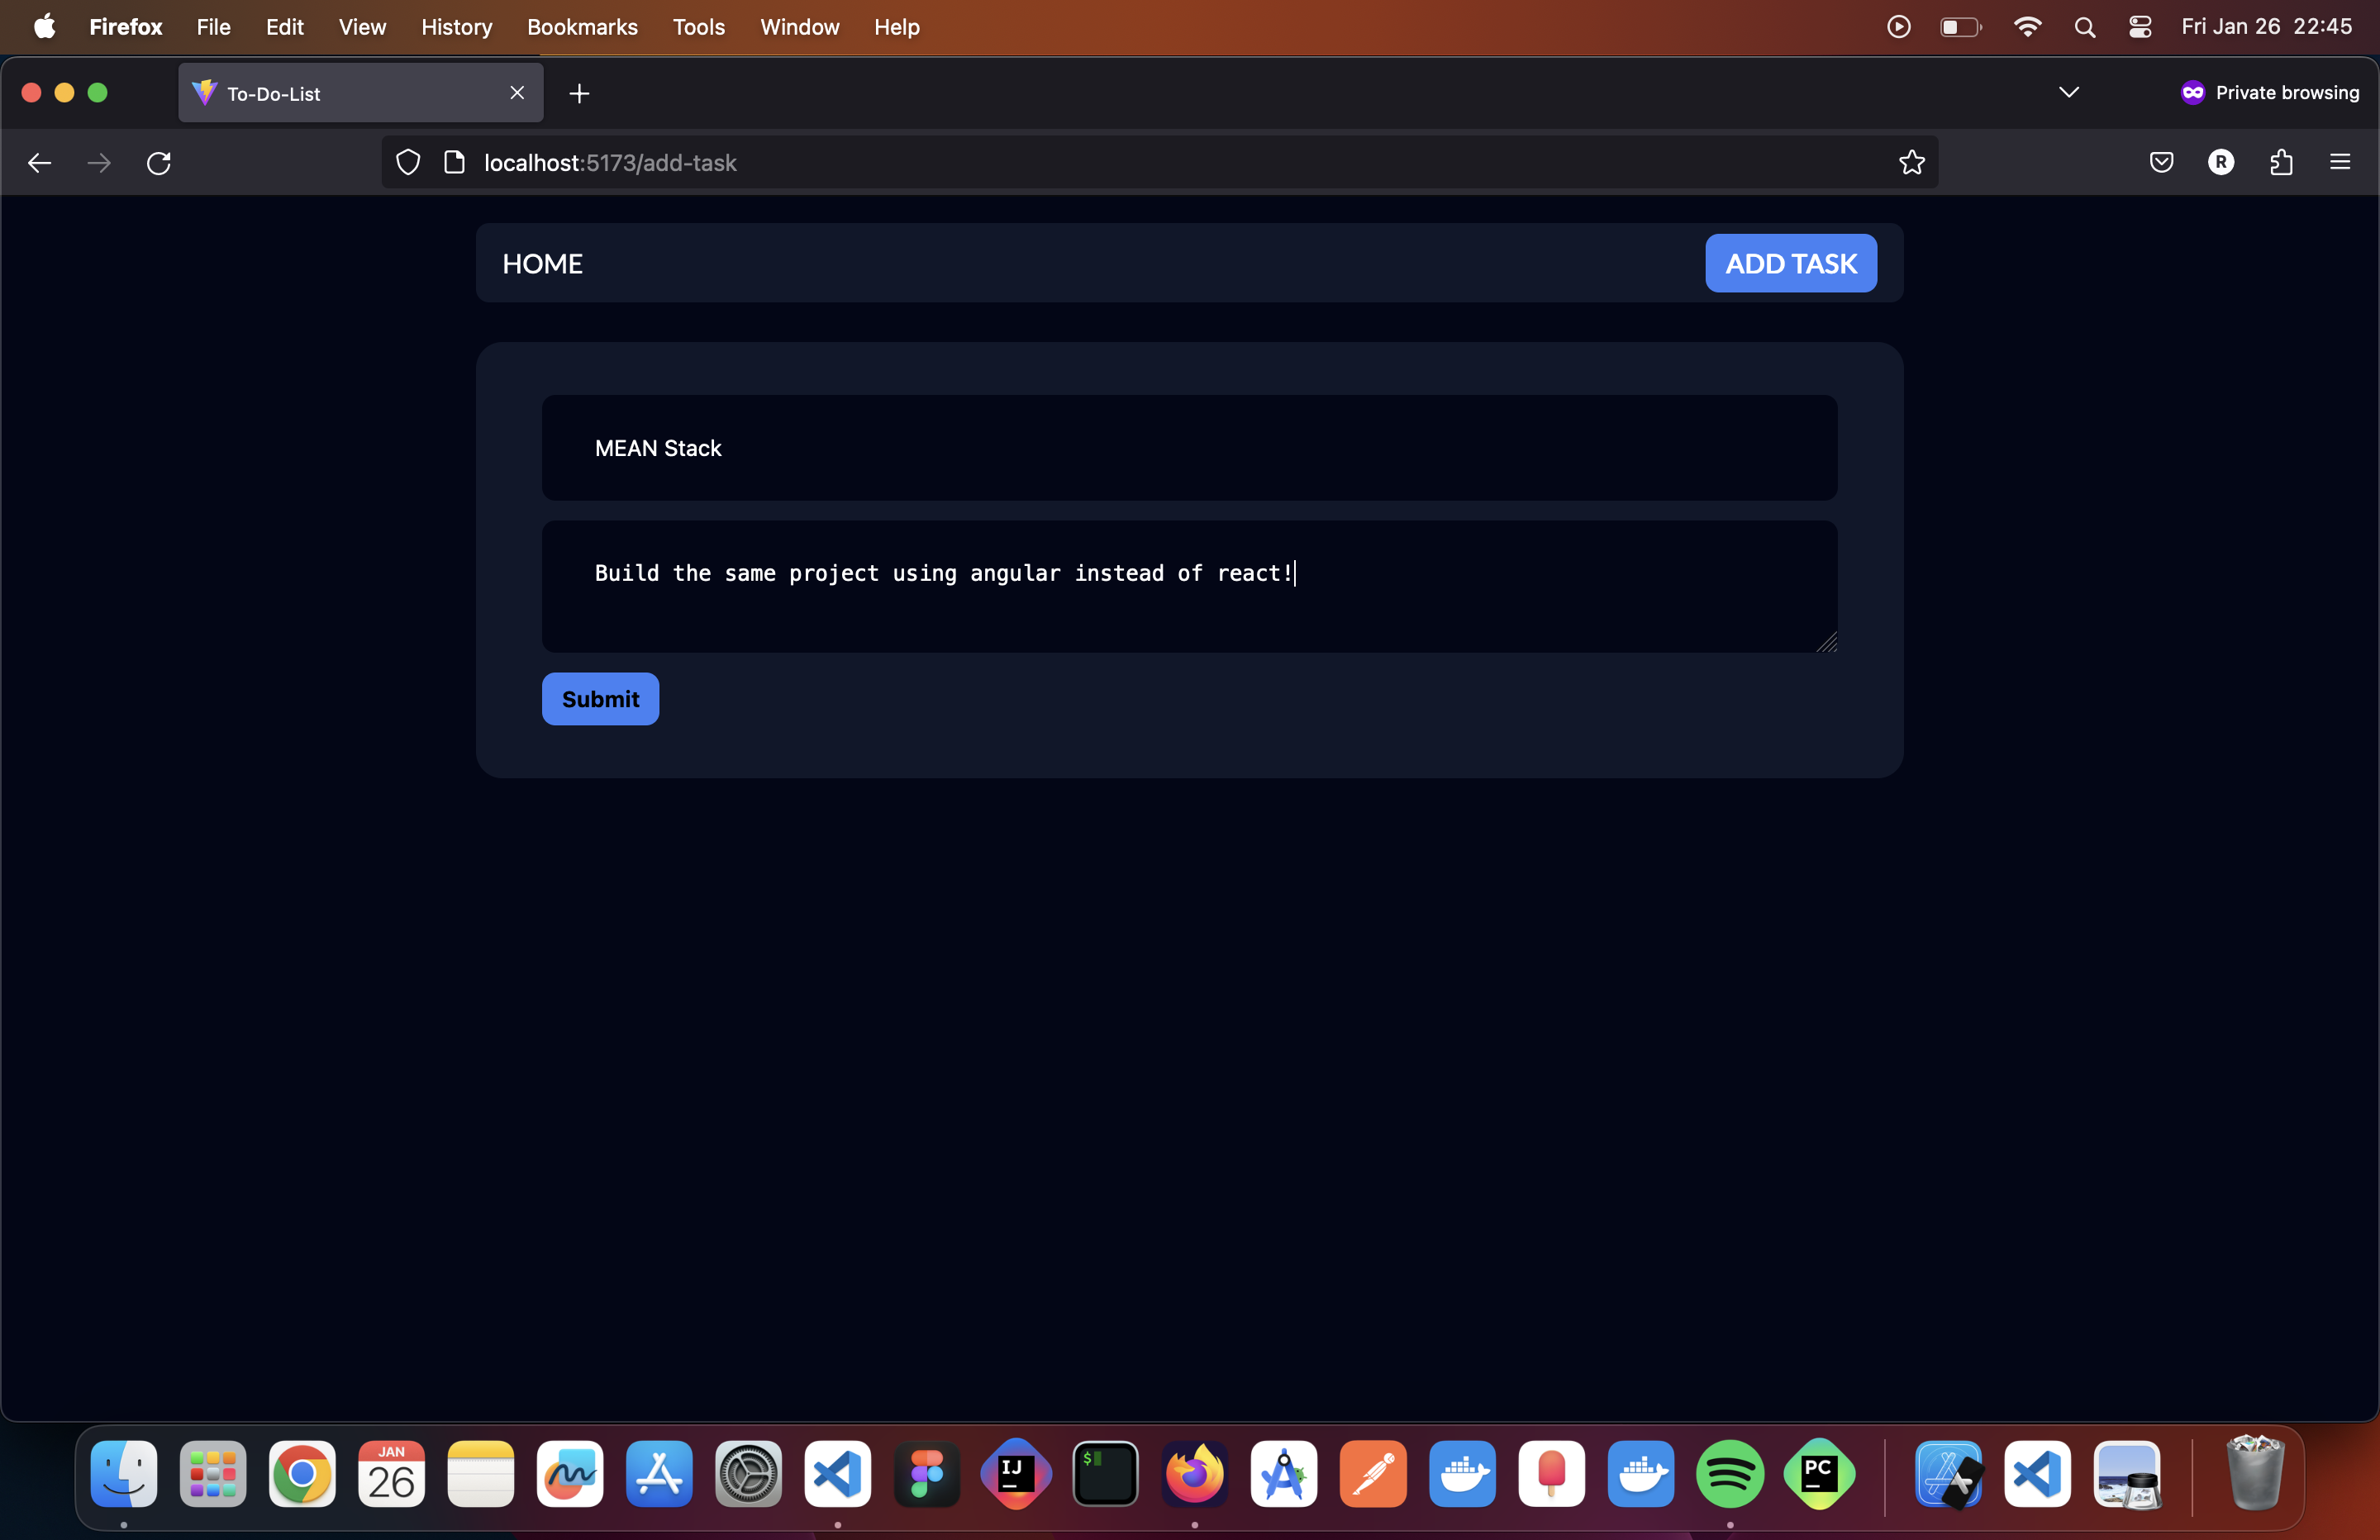 Firefox File Edit View History Bookmarks Tools Window Help Fri Jan 26 22:45
To-Do-List Private browsing
localhost:5173/add-task R
HOME ADD TASK
MEAN Stack
Build the same project using angular instead of react!
Submit
JAN
26
IJ
$
PC